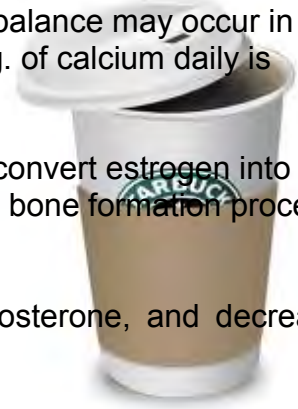 balance may occur in
g. of calcium daily is
convert estrogen into
bone formation proce
osterone, and decrea